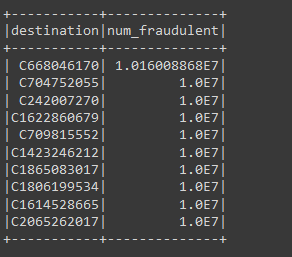 +-----------+--------------+
|destination|num_fraudulent|
+-----------+--------------+
| C668046170| 1.016008868E7|
| C704752055| 1.0E7|
| C242007270| 1.0E7|
|C1622860679| 1.0E7|
| C709815552| 1.0E7|
|C1423246212| 1.0E7|
|C1865083017| 1.0E7|
|C1806199534| 1.0E7|
|C1614528665| 1.0E7|
|C2065262017| 1.0E7|
+-----------+--------------+